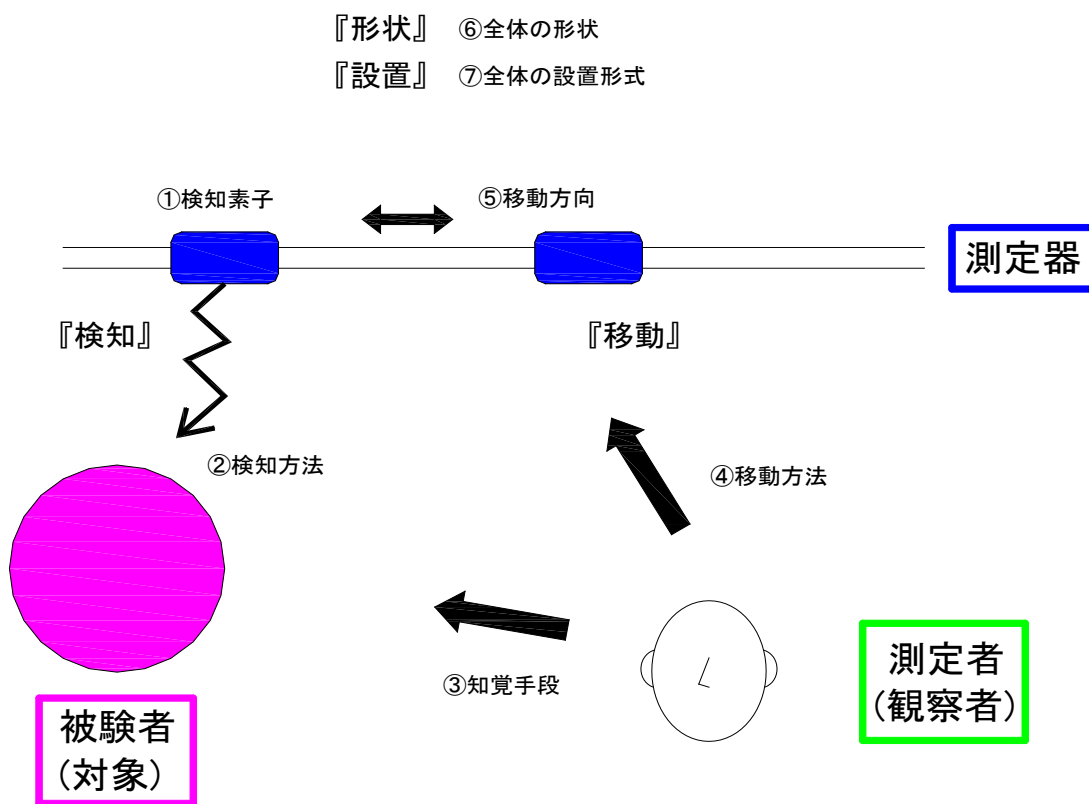 『形状』 ⑥全体の形状
『設置』 ⑦全体の設置形式
①検知素子
⑤移動方向
測定器
『検知』
『移動』
②検知方法
④移動方法
③知覚手段
測定者
(観察者)
被験者
(対象)